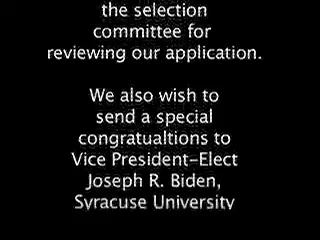 the selection
committee for
reviewing our application.
We also wish to
send a special
congratualtions to
Vice President-Elect
Joseph R. Biden,
Syracuse University